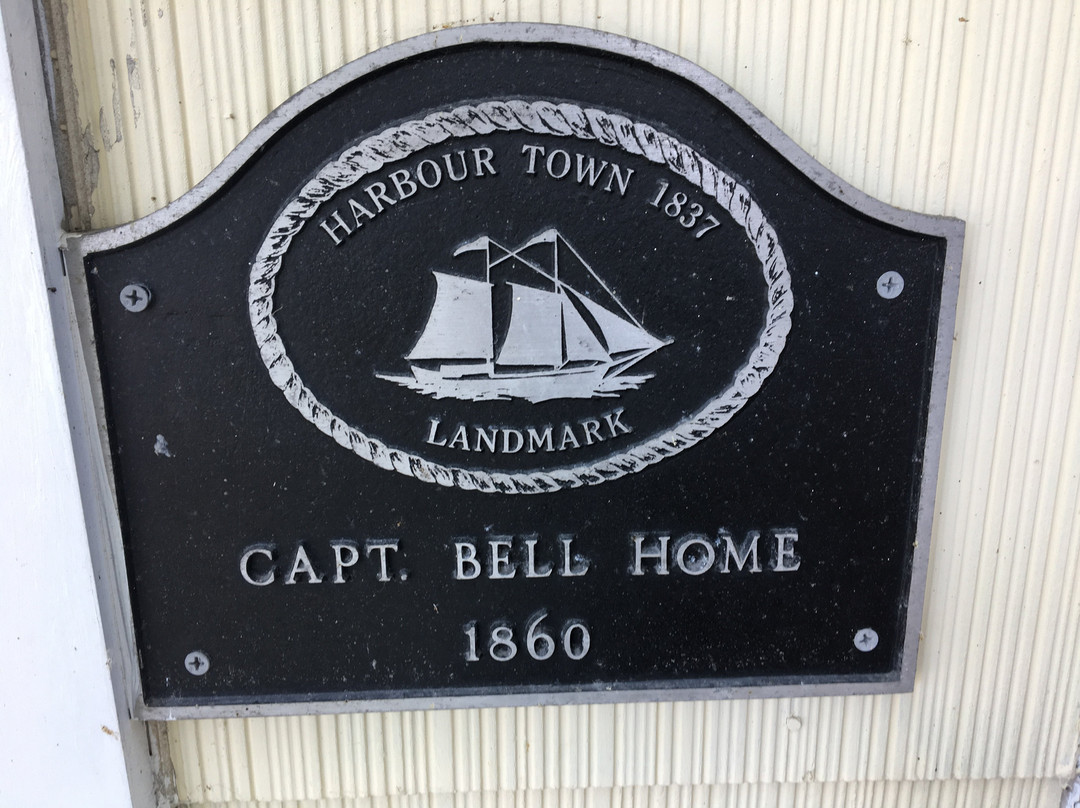 HARBOUR TOWN 1837
LANDMARK
CAPT. BELL HOME
1860